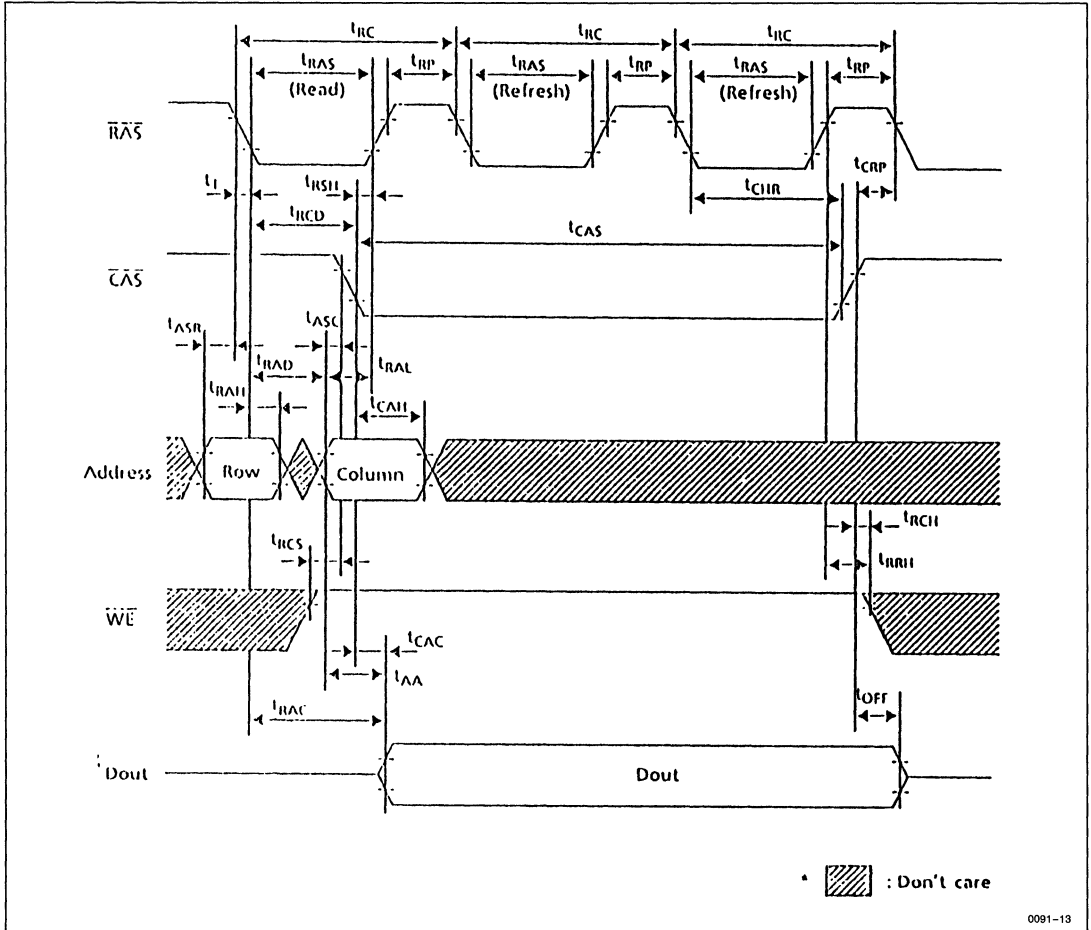 tRC tRC tRC
tRAS tRP tRAS tRP tRAS tRP
(Read) (Refresh) (Refresh)
RAS
tCRP
tT tRSH tCHR
tRCD
tCAS
CAS
tASR tASC
tRAD tRAL
tRAH tCAH
Address Row Column
tRCH
tRCS tRRH
WE
tCAC
tAA
tRAC tOFF
Dout Dout
* : Don't care
0091-13